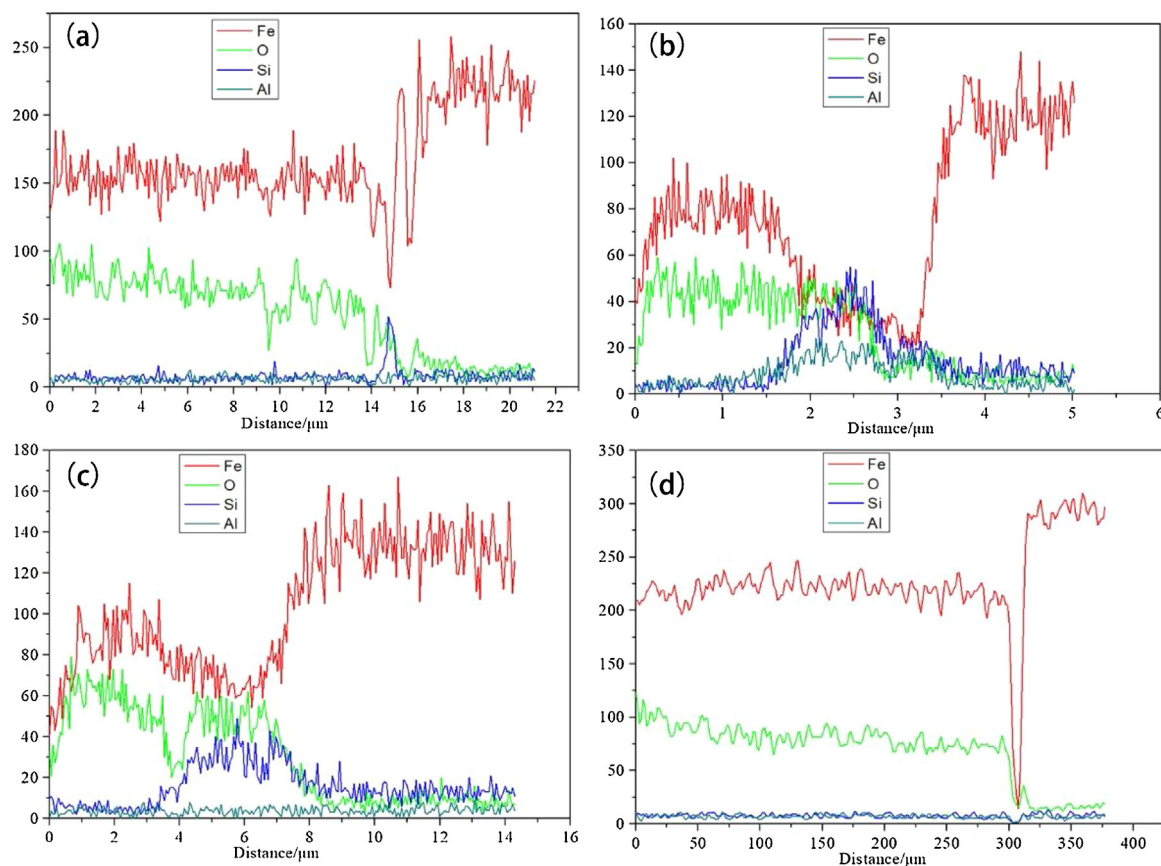 (a)
Fe
O
Si
Al
250
200
150
100
50
0
0 2 4 6 8 10 12 14 16 18 20 22
Distance/μm
(b)
Fe
O
Si
Al
160
140
120
100
80
60
40
20
0
0 1 2 3 4 5 6
Distance/μm
(c)
Fe
O
Si
Al
180
160
140
120
100
80
60
40
20
0
0 2 4 6 8 10 12 14 16
Distance/μm
(d)
Fe
O
Si
Al
350
300
250
200
150
100
50
0
0 50 100 150 200 250 300 350 400
Distance/μm